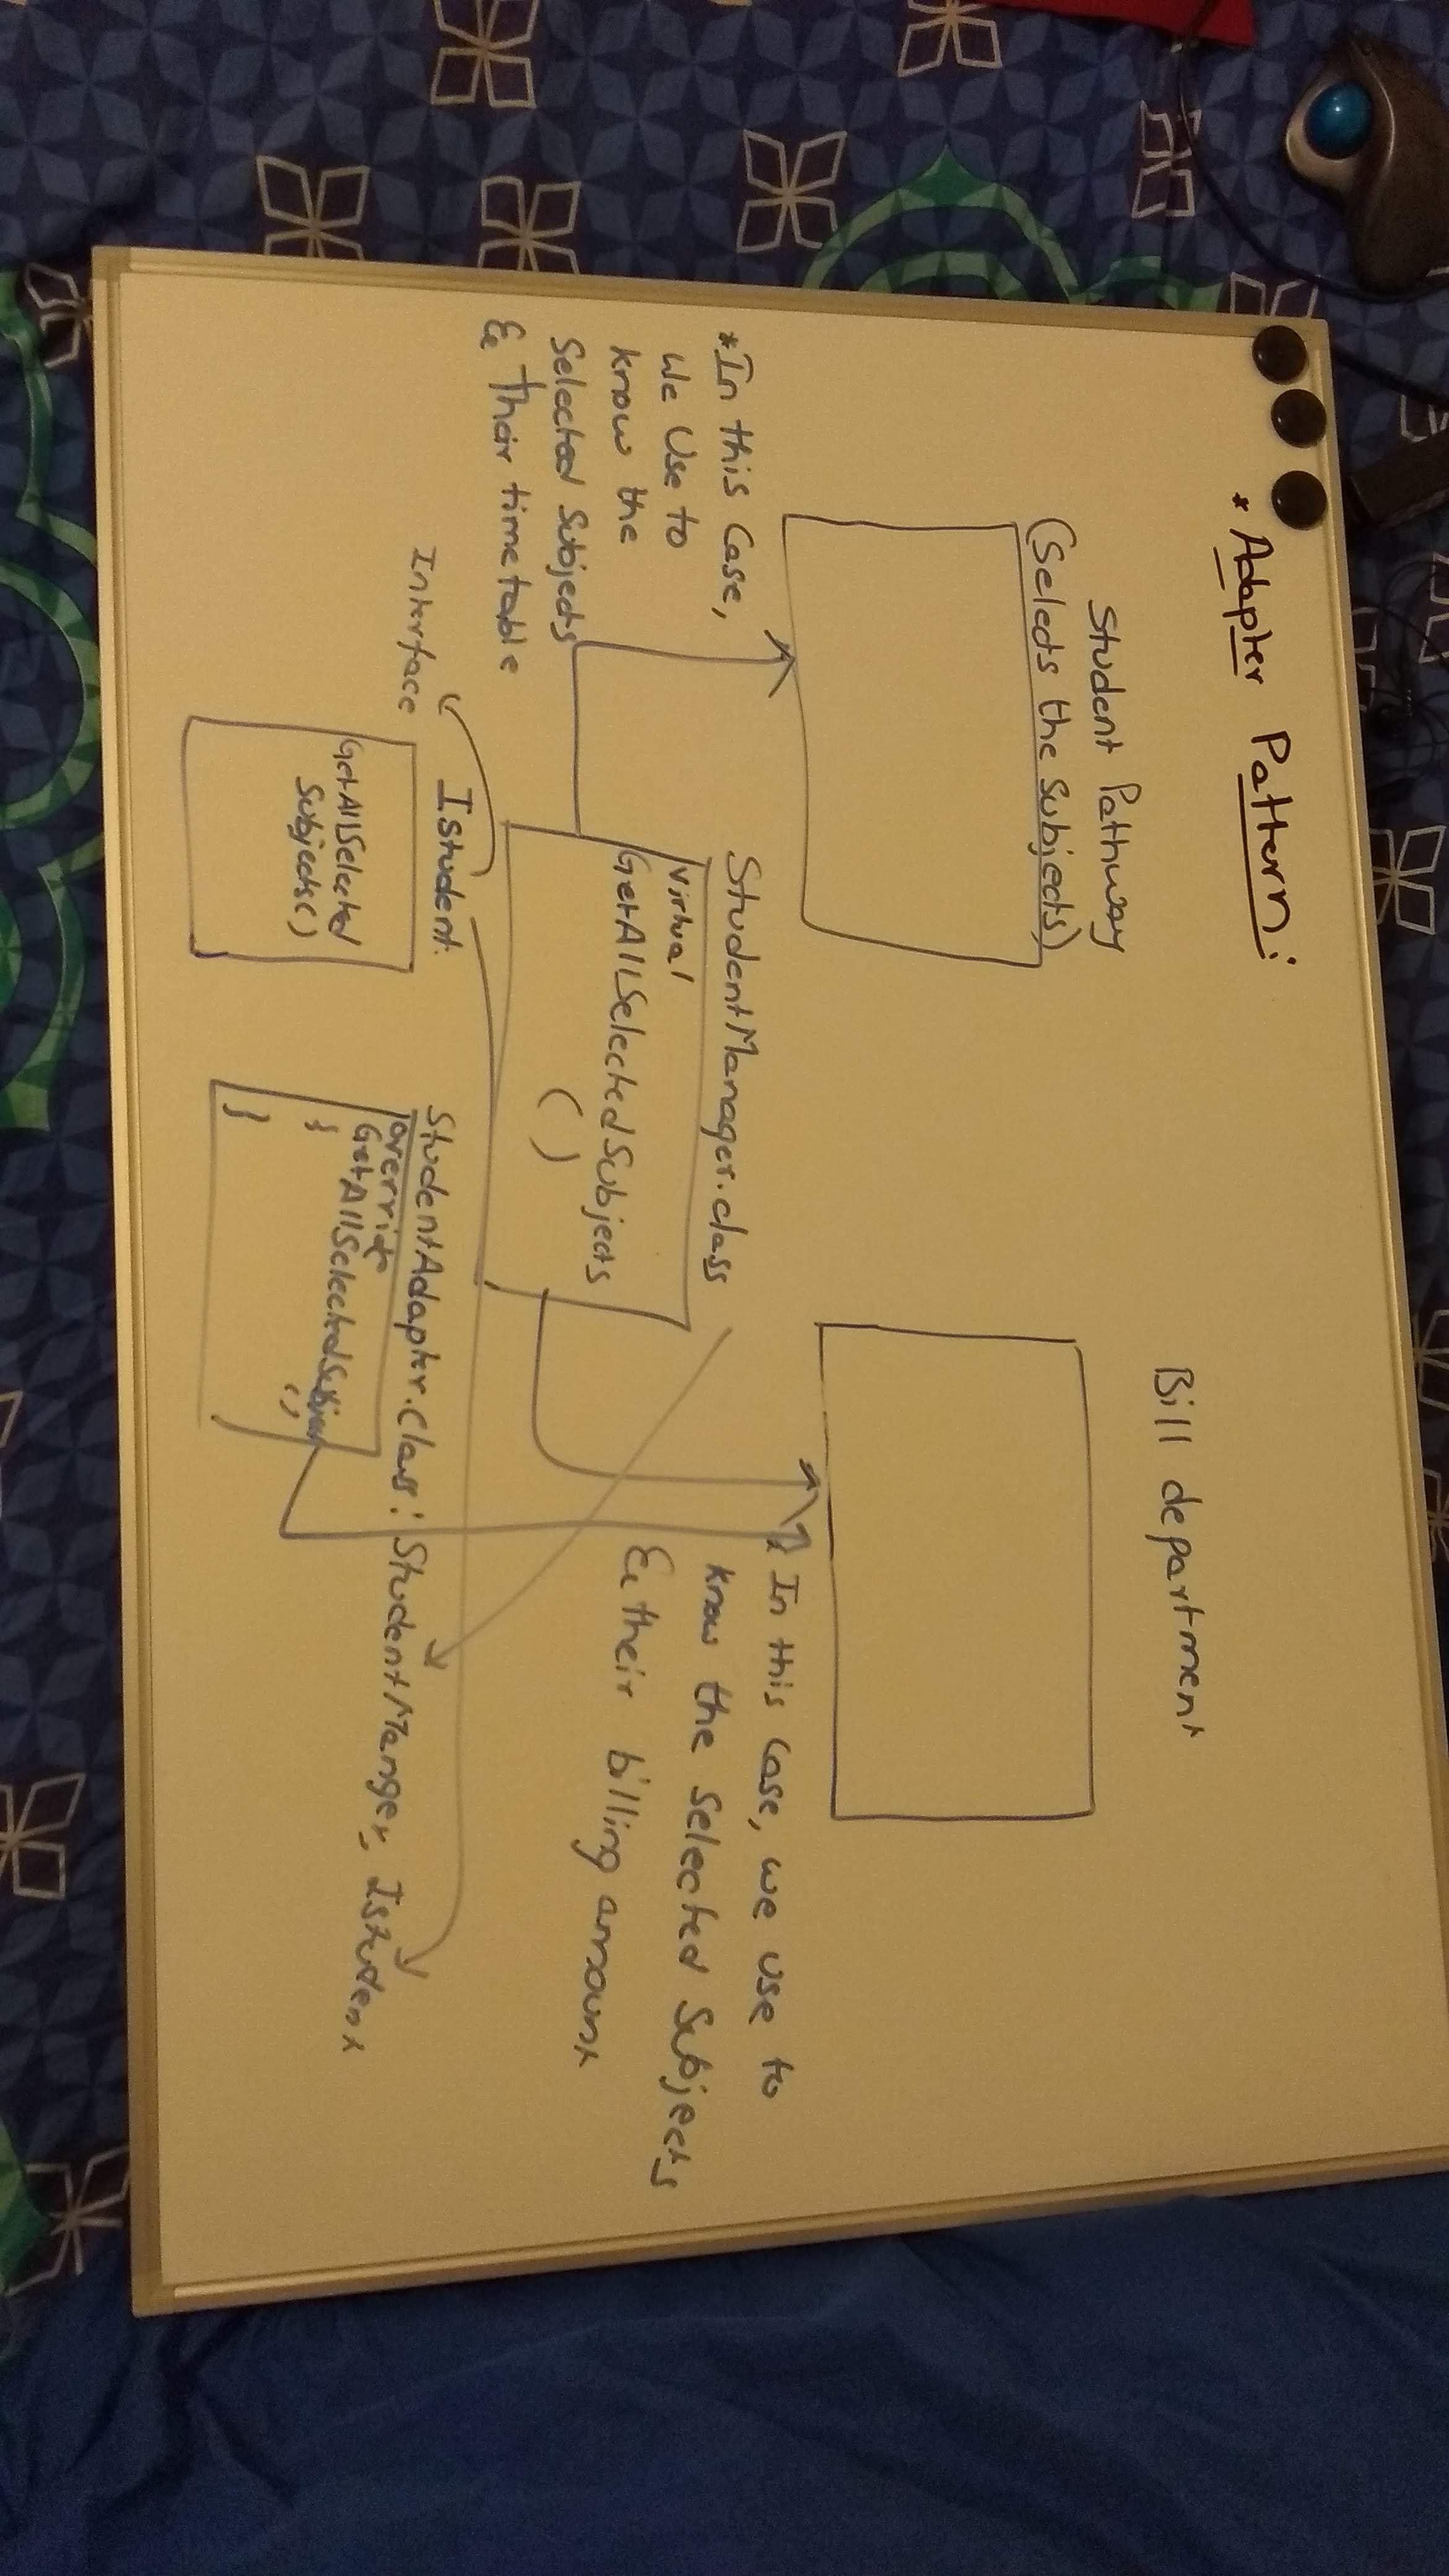 * Adapter Pattern:
Bill department
Student Pathway
(Selects the Subjects)
*In this Case,
We Use to
know the
Selected Subjects
& Their timetable
StudentManager.class
Virtual
GetAllSelectedSubjects
( )
* In this Case, we use to
know the Selected Subjects
& their billing amount
Interface
IStudent.
GetAllSelected
Subjects()
StudentAdapter.Class: StudentManger, IStudent
override
GetAllSelectedSubject
()
{
}